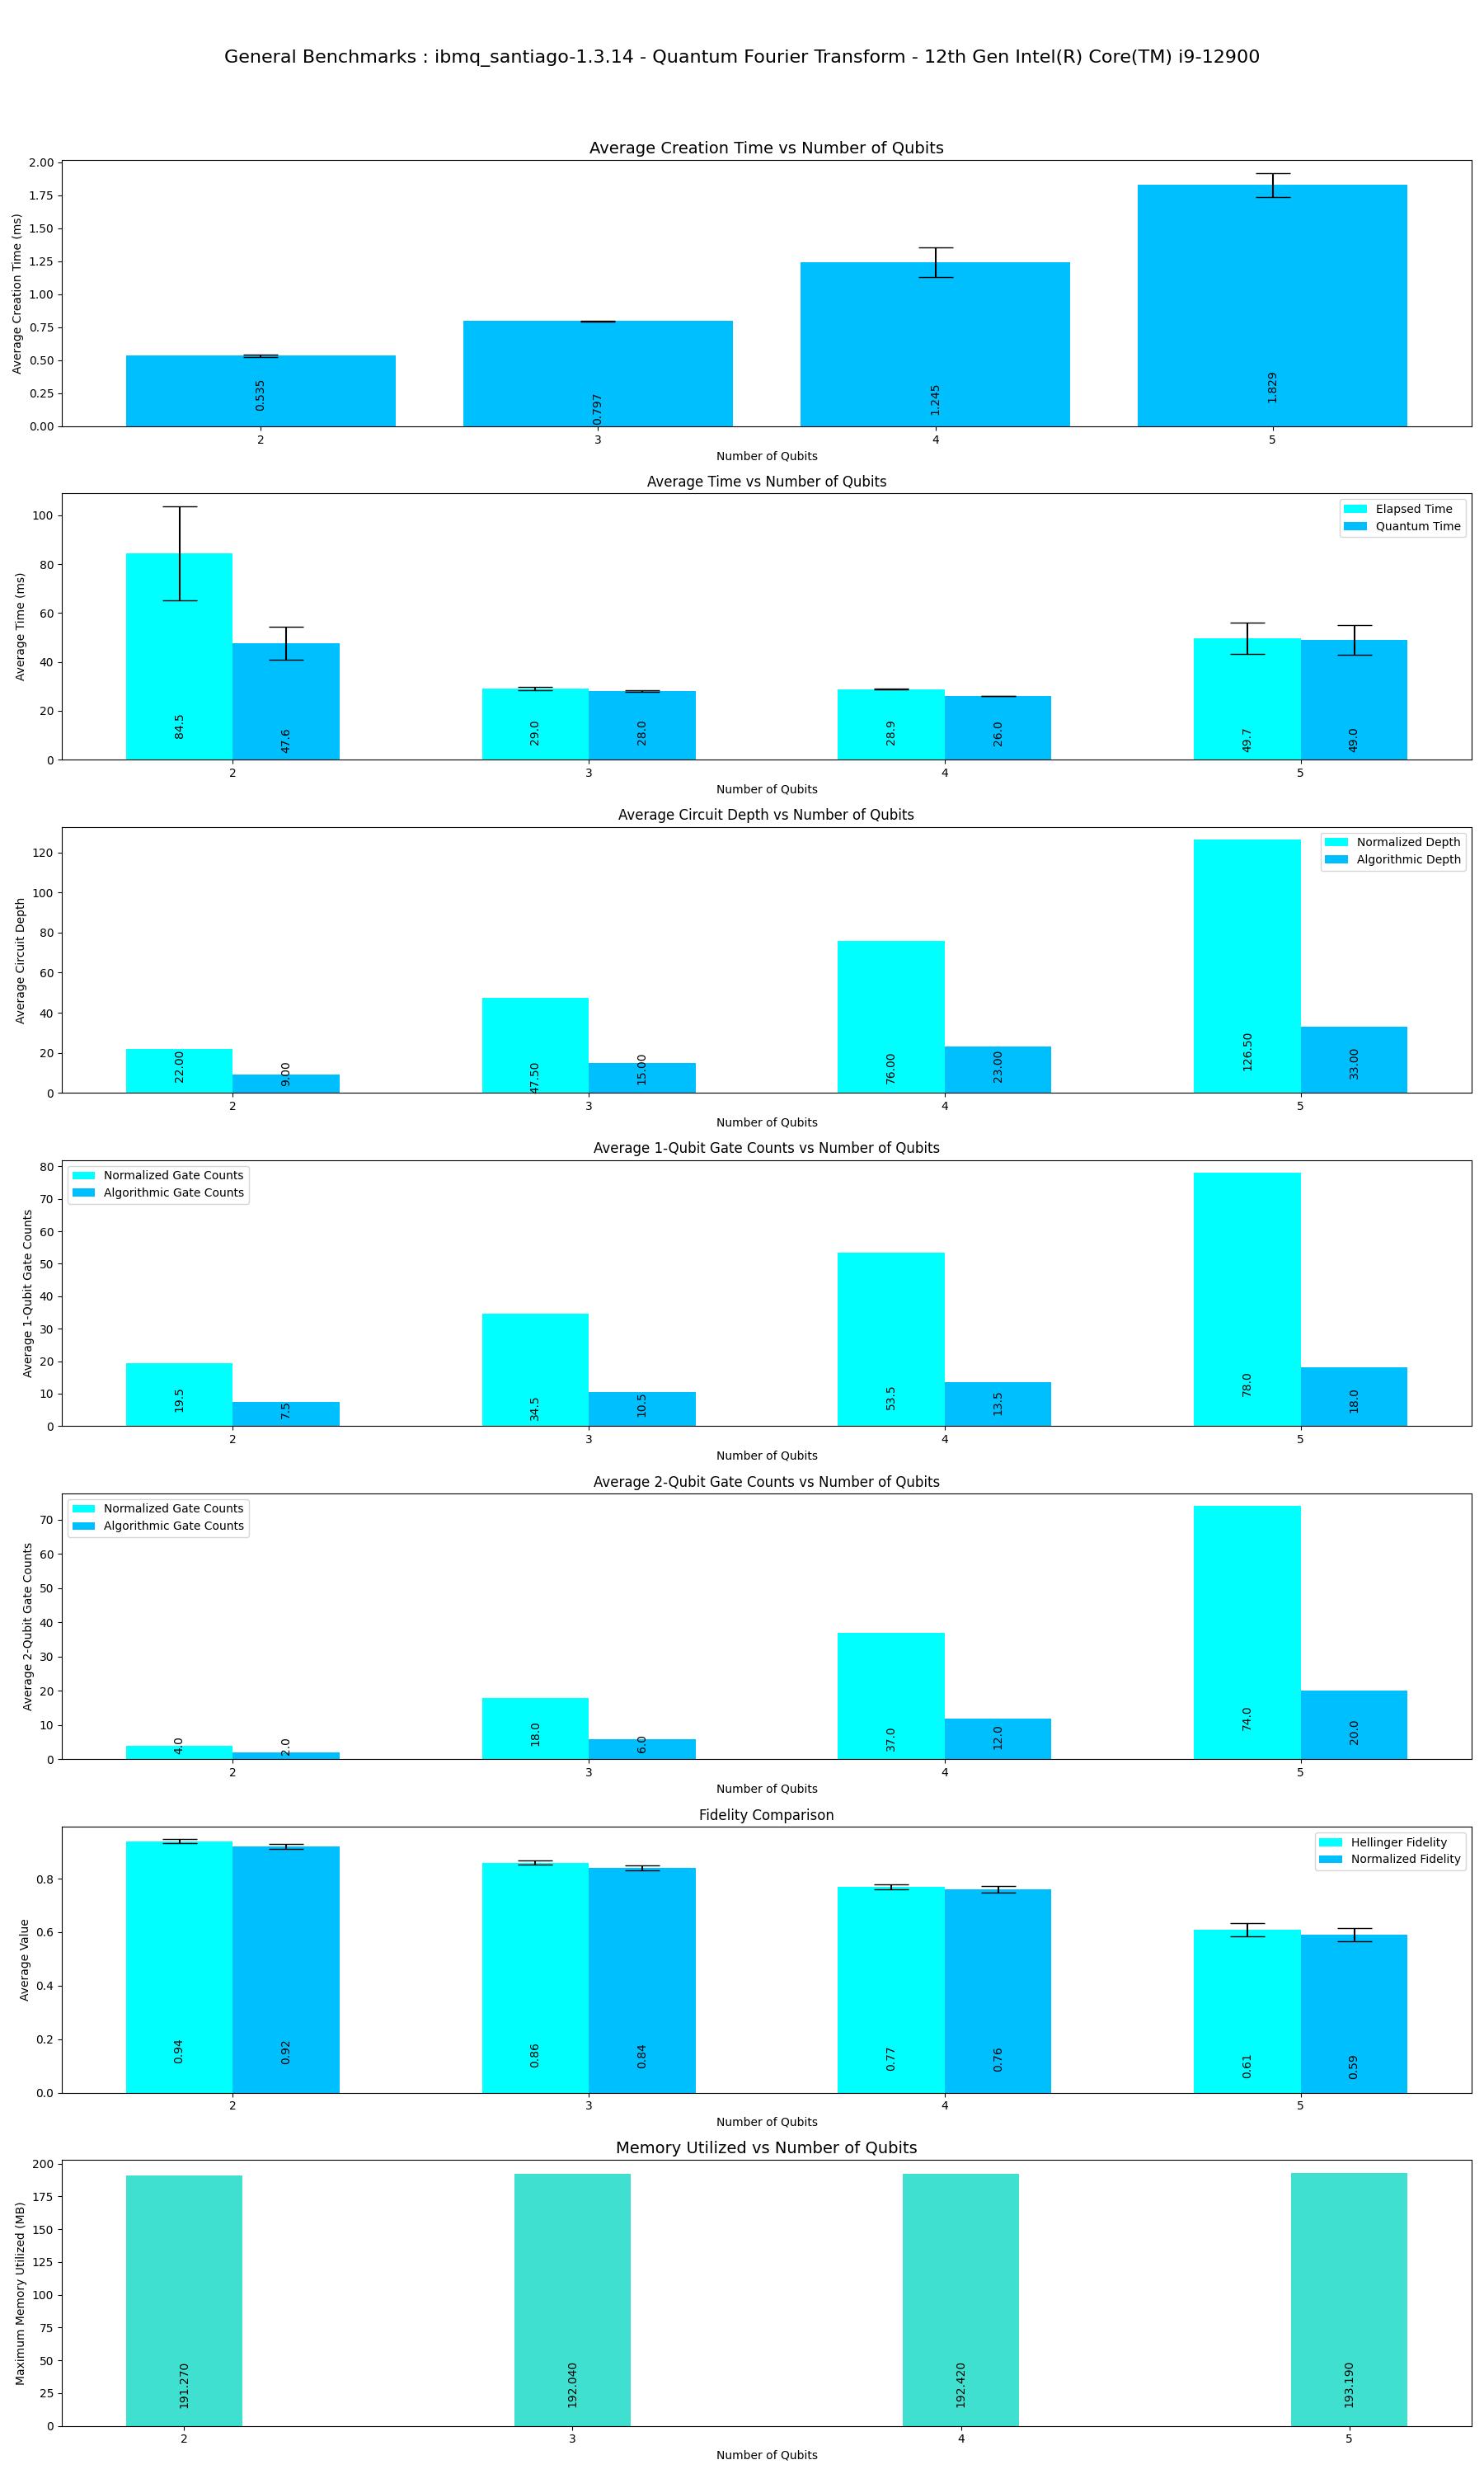 General Benchmarks : ibmq_santiago-1.3.14 - Quantum Fourier Transform - 12th Gen Intel(R) Core(TM) i9-12900
Average Creation Time vs Number of Qubits
Average Creation Time (ms)
2.00
1.75
1.50
1.25
1.00
0.75
0.50
0.25
0.00
0.535
0.797
1.245
1.829
2 3 4 5
Number of Qubits
Average Time vs Number of Qubits
Average Time (ms)
Elapsed Time
Quantum Time
100
80
60
40
20
0
84.5
47.6
29.0
28.0
28.9
26.0
49.7
49.0
2 3 4 5
Number of Qubits
Average Circuit Depth vs Number of Qubits
Average Circuit Depth
Normalized Depth
Algorithmic Depth
120
100
80
60
40
20
0
22.00
9.00
47.50
15.00
76.00
23.00
126.50
33.00
2 3 4 5
Number of Qubits
Average 1-Qubit Gate Counts vs Number of Qubits
Average 1-Qubit Gate Counts
Normalized Gate Counts
Algorithmic Gate Counts
80
70
60
50
40
30
20
10
0
19.5
7.5
34.5
10.5
53.5
13.5
78.0
18.0
2 3 4 5
Number of Qubits
Average 2-Qubit Gate Counts vs Number of Qubits
Average 2-Qubit Gate Counts
Normalized Gate Counts
Algorithmic Gate Counts
70
60
50
40
30
20
10
0
4.0
2.0
18.0
6.0
37.0
12.0
74.0
20.0
2 3 4 5
Number of Qubits
Fidelity Comparison
Average Value
Hellinger Fidelity
Normalized Fidelity
0.8
0.6
0.4
0.2
0.0
0.94
0.92
0.86
0.84
0.77
0.76
0.61
0.59
2 3 4 5
Number of Qubits
Memory Utilized vs Number of Qubits
Maximum Memory Utilized (MB)
200
175
150
125
100
75
50
25
0
191.270
192.040
192.420
193.190
2 3 4 5
Number of Qubits